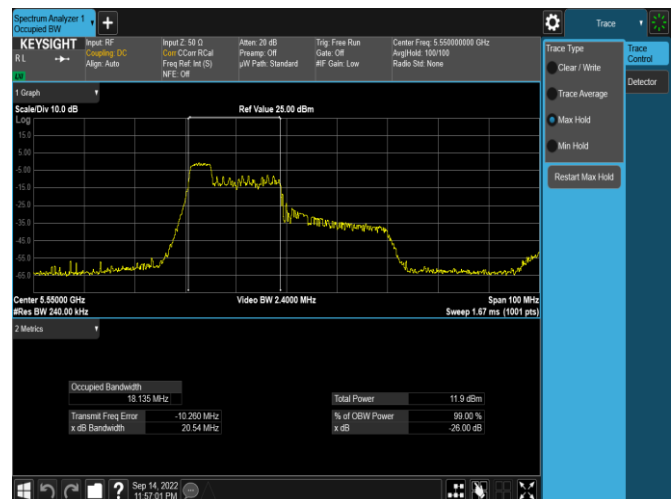 Spectrum Analyzer 1
Occupied BW
Trace
KEYSIGHT
R L
LXI
Input: RF
Coupling: DC
Align: Auto
Input Z: 50 Ω
Corr CCorr RCal
Freq Ref: Int (S)
NFE: Off
Atten: 20 dB
Preamp: Off
µW Path: Standard
Trig: Free Run
Gate: Off
#IF Gain: Low
Center Freq: 5.550000000 GHz
Avg|Hold: 100/100
Radio Std: None
Trace Type
Clear / Write
Trace Average
Max Hold
Min Hold
Restart Max Hold
Trace
Control
Detector
1 Graph
Scale/Div 10.0 dB
Ref Value 25.00 dBm
Log
15.0
5.00
-5.00
-15.0
-25.0
-35.0
-45.0
-55.0
-65.0
Center 5.55000 GHz
#Res BW 240.00 kHz
Video BW 2.4000 MHz
Span 100 MHz
Sweep 1.67 ms (1001 pts)
2 Metrics
Occupied Bandwidth
18.135 MHz
Transmit Freq Error -10.260 MHz
x dB Bandwidth 20.54 MHz
Total Power 11.9 dBm
% of OBW Power 99.00 %
x dB -26.00 dB
?
Sep 14, 2022
11:57:01 PM